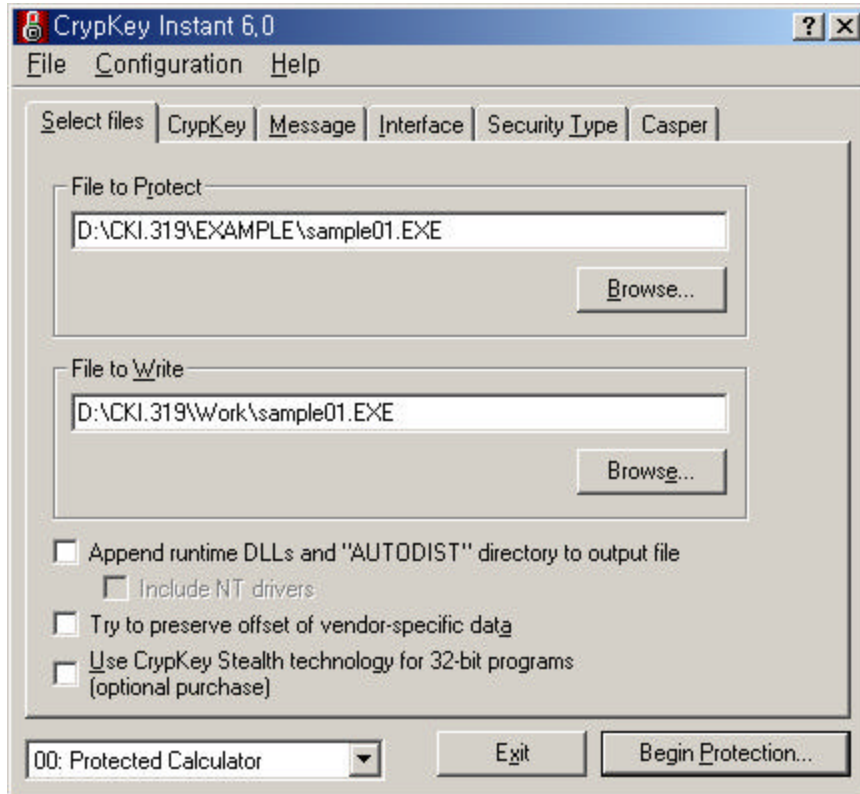 CrypKey Instant 6.0
File Configuration Help
Select files CrypKey Message Interface Security Type Casper
File to Protect
D:\CKI.319\EXAMPLE\sample01.EXE
Browse...
File to Write
D:\CKI.319\Work\sample01.EXE
Browse...
Append runtime DLLs and "AUTODIST" directory to output file
Include NT drivers
Try to preserve offset of vendor-specific data
Use CrypKey Stealth technology for 32-bit programs
(optional purchase)
00: Protected Calculator Exit Begin Protection...